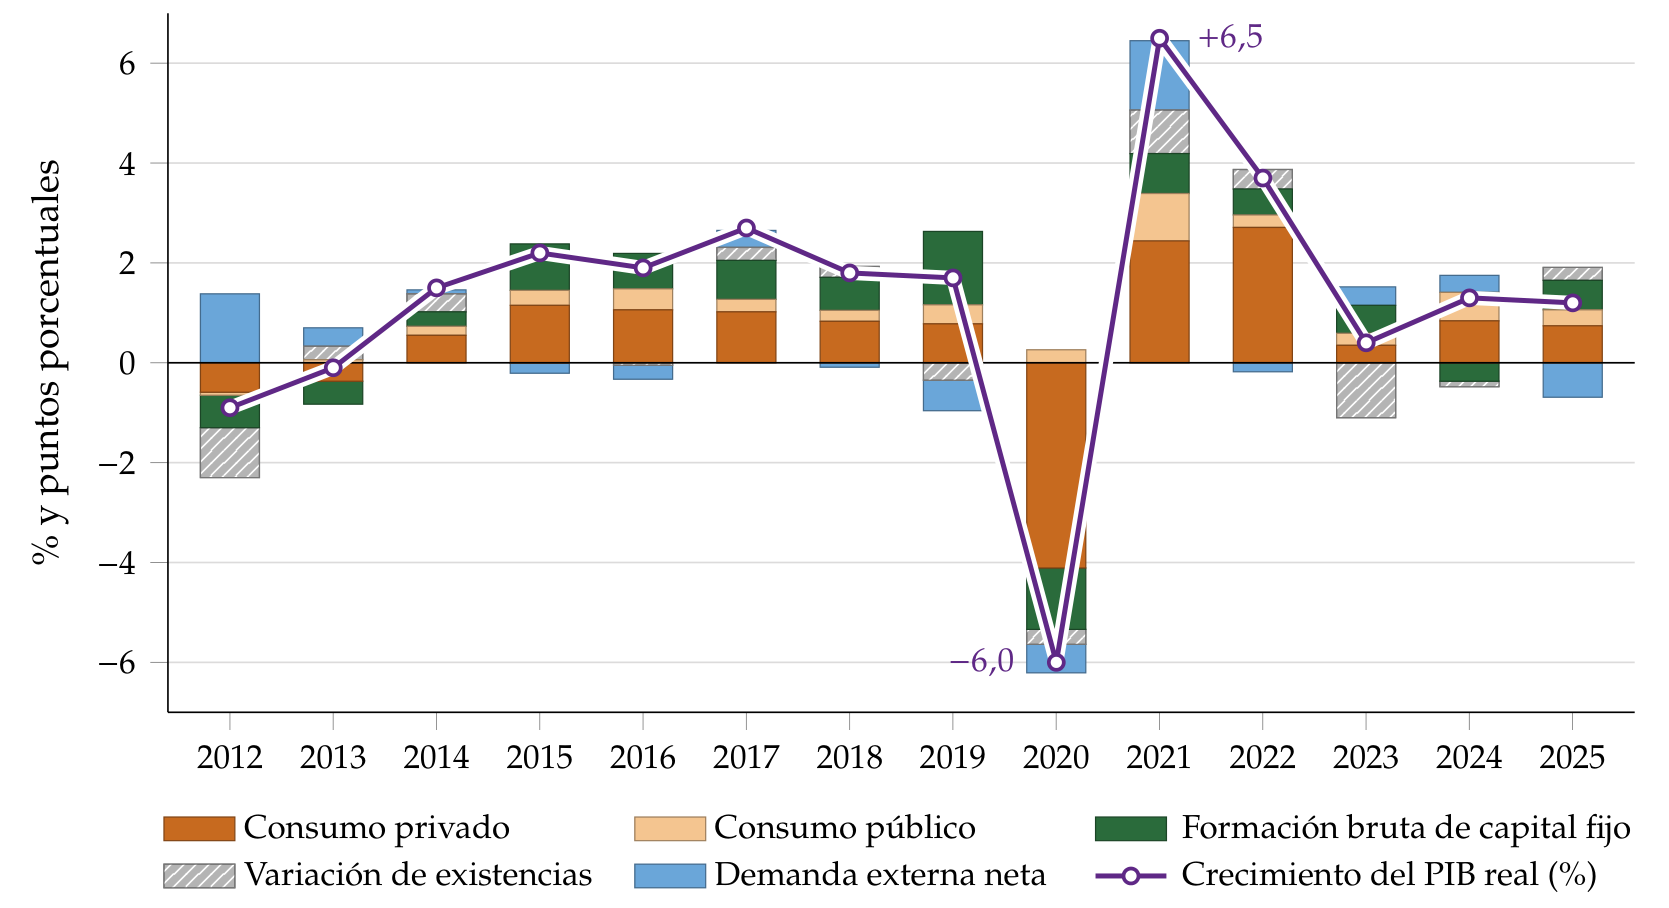 % y puntos porcentuales
6
4
2
0
−2
−4
−6
+6,5
−6,0
2012 2013 2014 2015 2016 2017 2018 2019 2020 2021 2022 2023 2024 2025
Consumo privado Consumo público Formación bruta de capital fijo
Variación de existencias Demanda externa neta Crecimiento del PIB real (%)